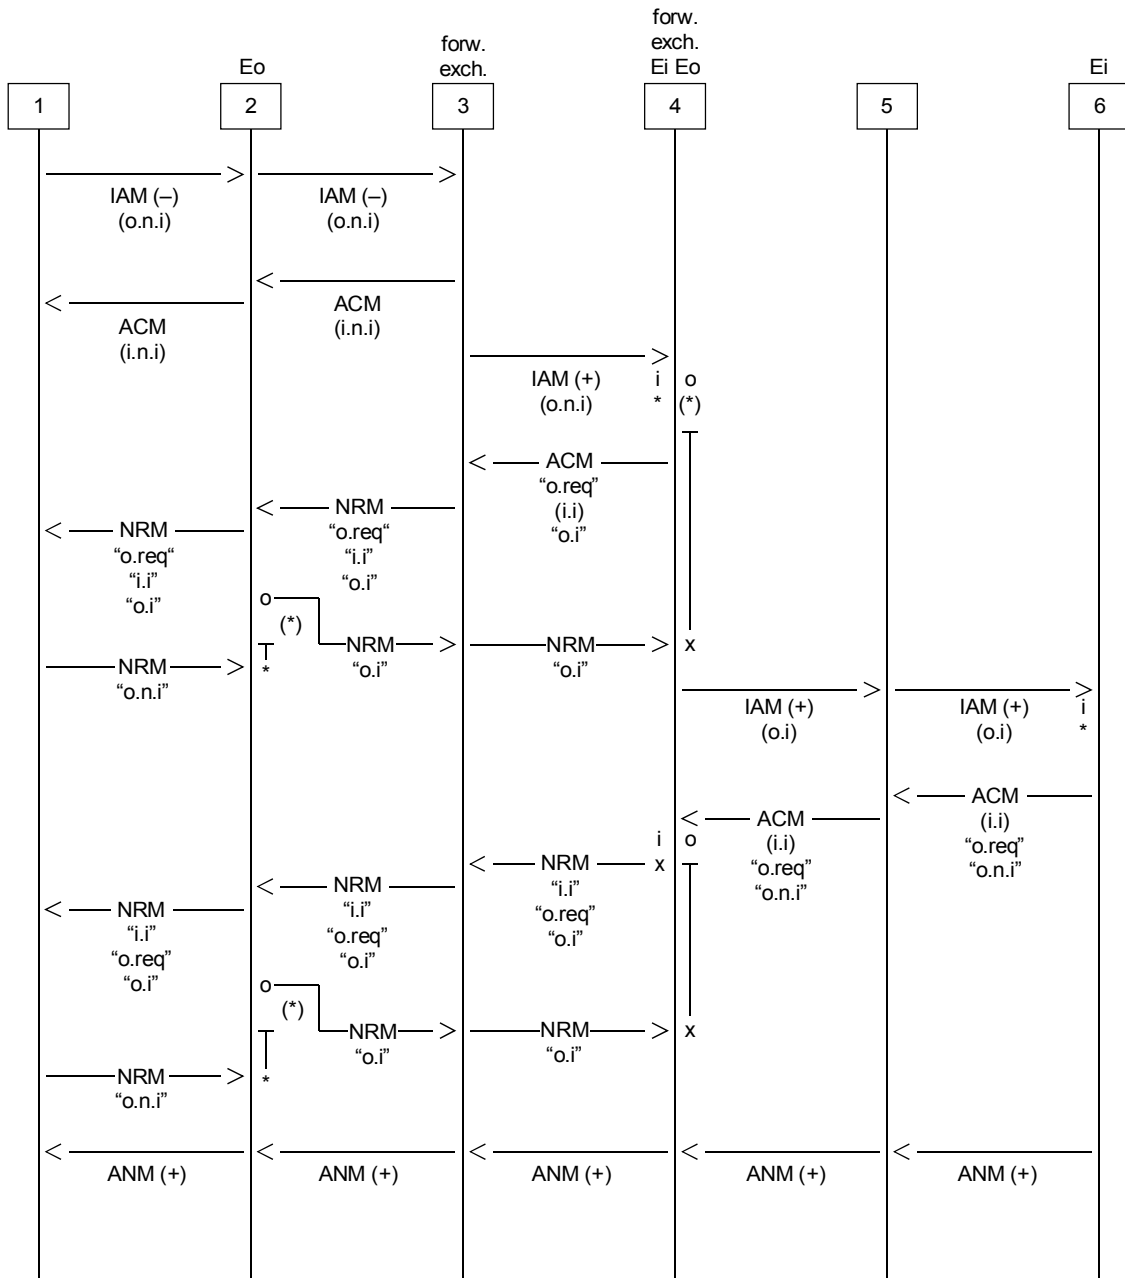 forw.
exch.
Ei Eo
forw.
exch.
Eo
Ei
1
2
3
4
5
6
IAM (–)
(o.n.i)
IAM (–)
(o.n.i)
ACM
(i.n.i)
ACM
(i.n.i)
IAM (+)
(o.n.i)
i o
* (*)
ACM
“o.req”
(i.i)
“o.i”
NRM
“o.req“
“i.i”
“o.i”
NRM
“o.req“
“i.i”
“o.i”
o
(*)
NRM
“o.i”
NRM
“o.i”
x
NRM
“o.n.i”
*
IAM (+)
(o.i)
IAM (+)
(o.i)
i
*
ACM
(i.i)
“o.req”
“o.n.i”
ACM
(i.i)
“o.req”
“o.n.i”
i o
x
NRM
“i.i”
“o.req”
“o.i”
NRM
“i.i”
“o.req”
“o.i”
NRM
“i.i”
“o.req”
“o.i”
o
(*)
NRM
“o.i”
NRM
“o.i”
x
NRM
“o.n.i”
*
ANM (+)
ANM (+)
ANM (+)
ANM (+)
ANM (+)